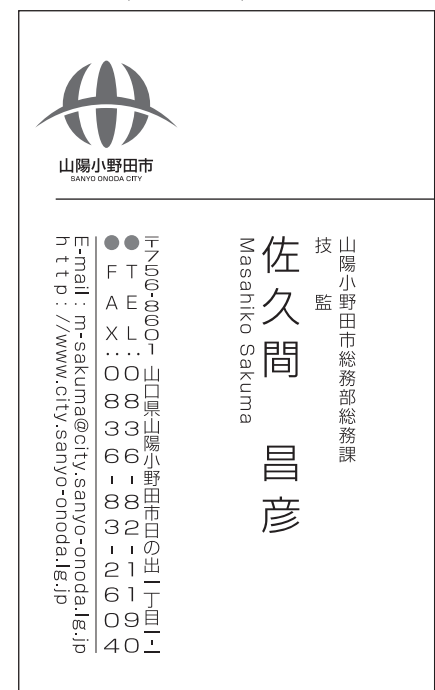 山陽小野田市
SANYO ONODA CITY
山陽小野田市総務部総務課
技　監
佐久間　昌彦
Masahiko Sakuma
〒756-8601 山口県山陽小野田市日の出一丁目1-1
●TEL:0836-82-1190
●FAX:0836-83-2604
E-mail : m-sakuma@city.sanyo-onoda.lg.jp
http://www.city.sanyo-onoda.lg.jp